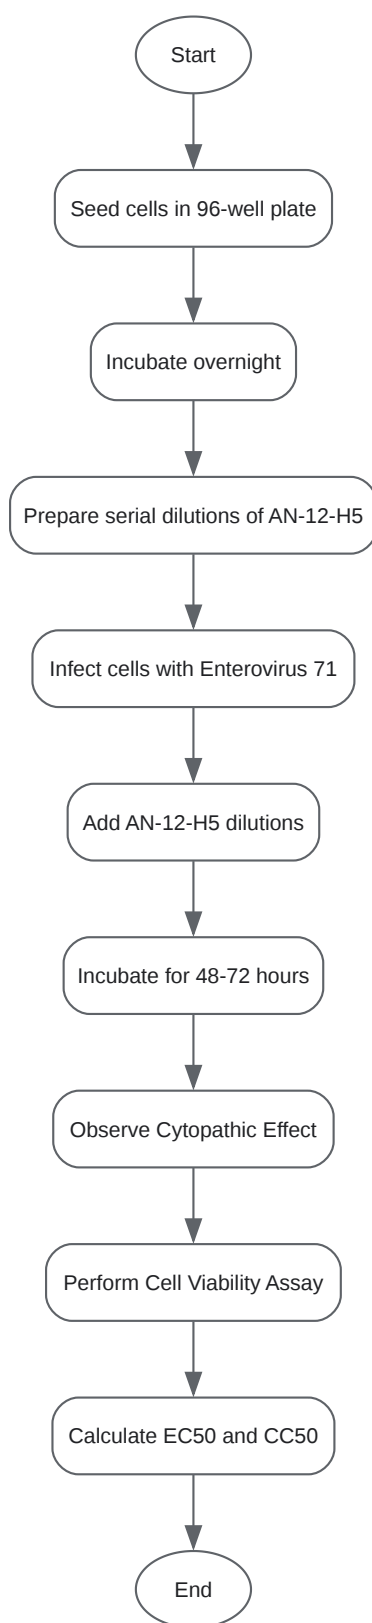 Start
Seed cells in 96-well plate
Incubate overnight
Prepare serial dilutions of AN-12-H5
Infect cells with Enterovirus 71
Add AN-12-H5 dilutions
Incubate for 48-72 hours
Observe Cytopathic Effect
Perform Cell Viability Assay
Calculate EC50 and CC50
End